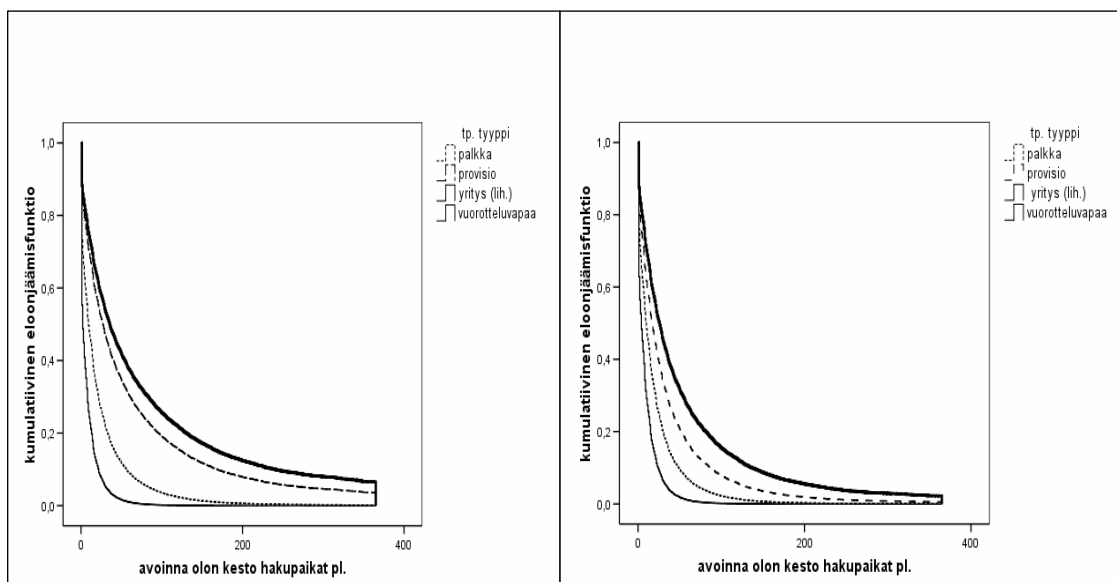 tp. tyyppi
palkka
provisio
yritys (lih.)
vuorotteluvapaa
kumulatiivinen eloonjäämisfunktio
1,0
0,8
0,6
0,4
0,2
0,0
0
200
400
avoinna olon kesto hakupaikat pl.
tp. tyyppi
palkka
provisio
yritys (lih.)
vuorotteluvapaa
kumulatiivinen eloonjäämisfunktio
1,0
0,8
0,6
0,4
0,2
0,0
0
200
400
avoinna olon kesto hakupaikat pl.